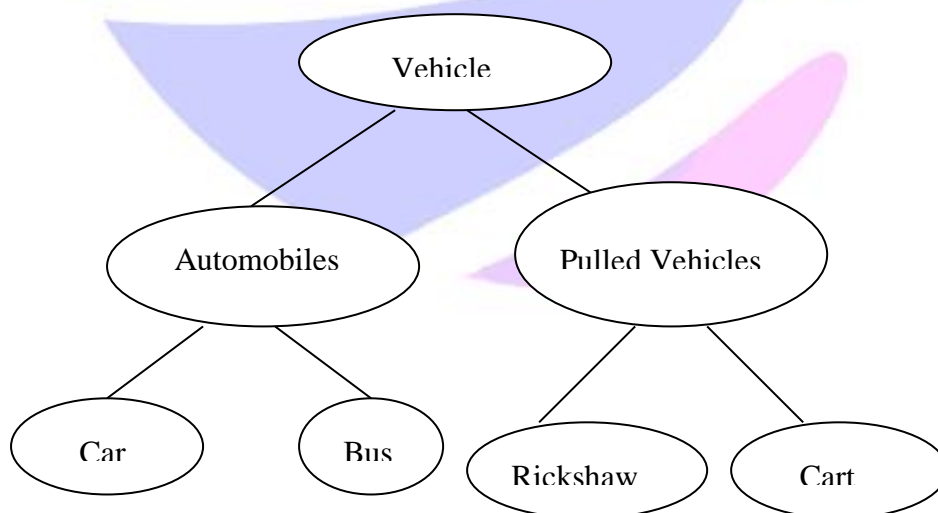 Vehicle
Automobiles
Pulled Vehicles
Car
Bus
Rickshaw
Cart